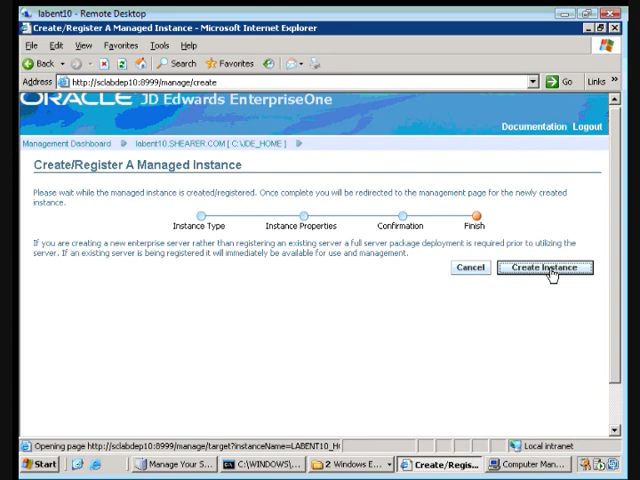 labent10 - Remote Desktop
Create/Register A Managed Instance - Microsoft Internet Explorer
File Edit View Favorites Tools Help
Back Search Favorites
Address http://sclabdep10:8999/manage/create Go Links »
ORACLE JD Edwards EnterpriseOne
Documentation Logout
Management Dashboard labent10.SHEARER.COM [ C:\JDE_HOME ]
Create/Register A Managed Instance
Please wait while the managed instance is created/registered. Once complete you will be redirected to the management page for the newly created
instance.
Instance Type Instance Properties Confirmation Finish
If you are creating a new enterprise server rather than registering an existing server a full server package deployment is required prior to utilizing the
server. If an existing server is being registered it will immediately be available for use and management.
Cancel Create Instance
Opening page http://sclabdep10:8999/manage/target?instanceName=LABENT10_H Local intranet
Start Manage Your S... C:\WINDOWS\... 2 Windows E... Create/Regis... Computer Man...